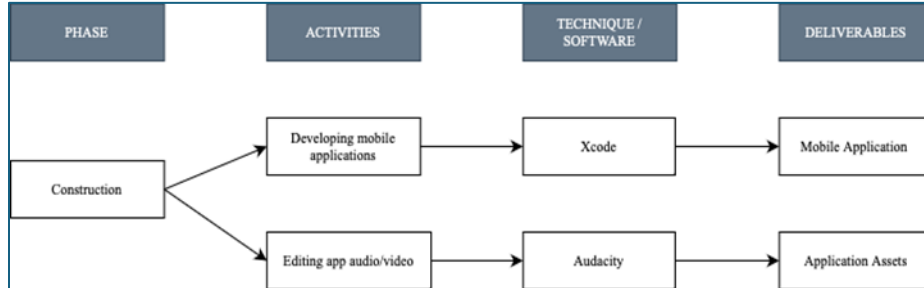 PHASE
ACTIVITIES
TECHNIQUE /
SOFTWARE
DELIVERABLES
Construction
Developing mobile
applications
Xcode
Mobile Application
Editing app audio/video
Audacity
Application Assets